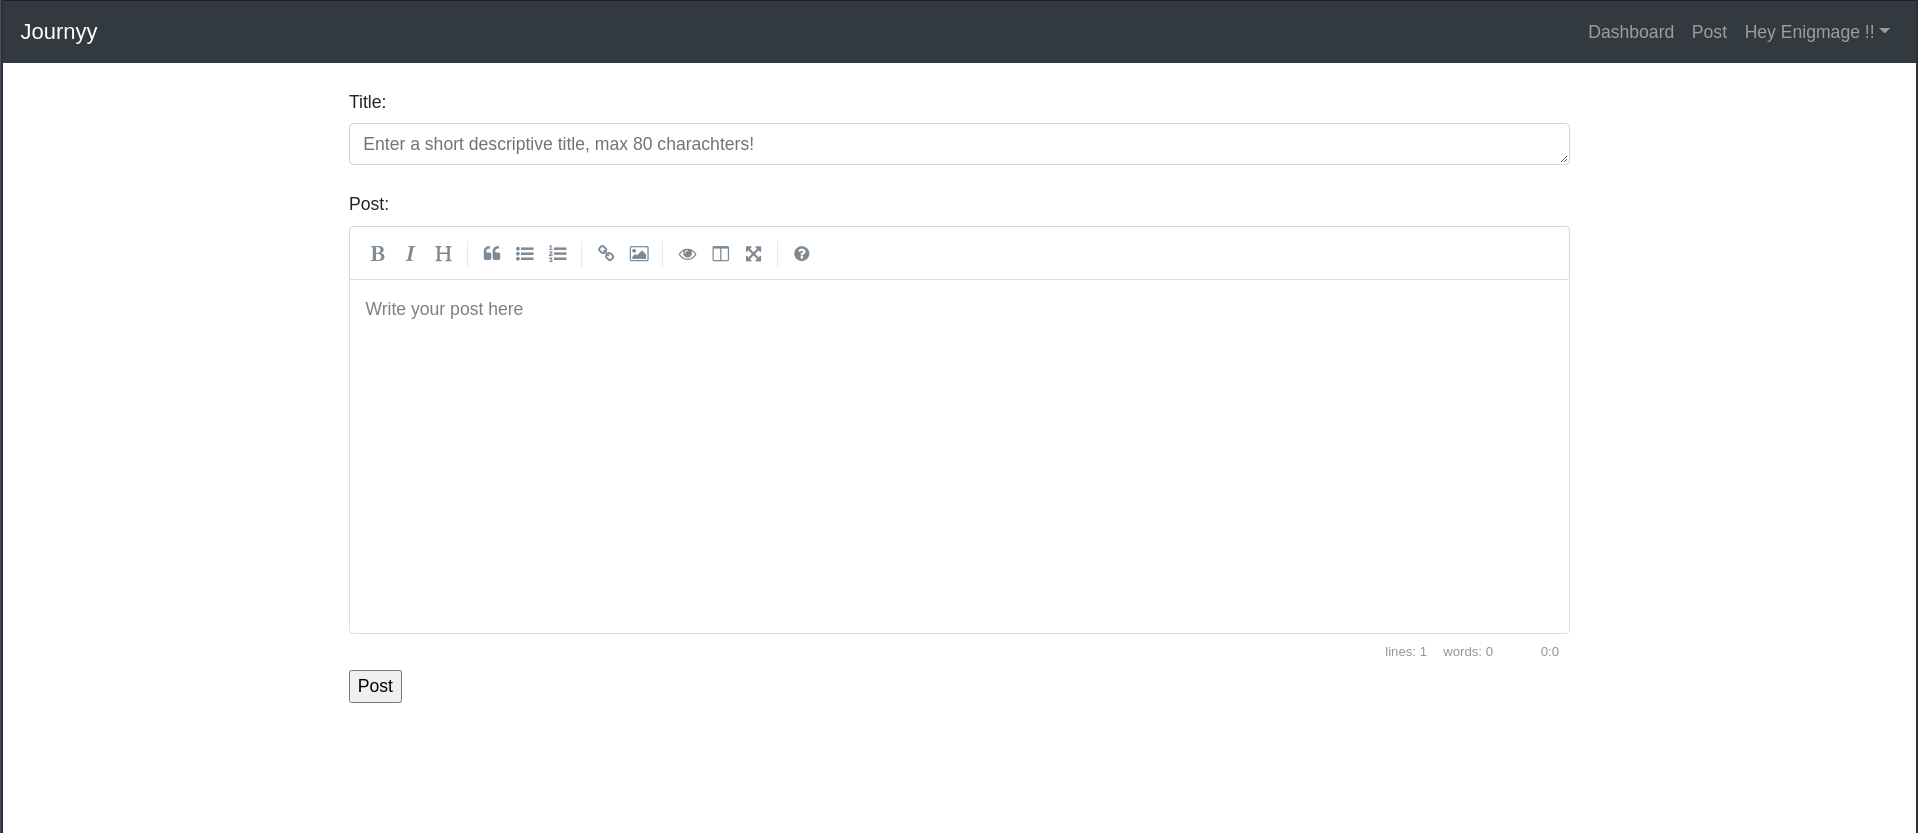 Journyy
Dashboard Post Hey Enigmage !!
Title:
Enter a short descriptive title, max 80 charachters!
Post:
B I H
Write your post here
lines: 1 words: 0 0:0
Post